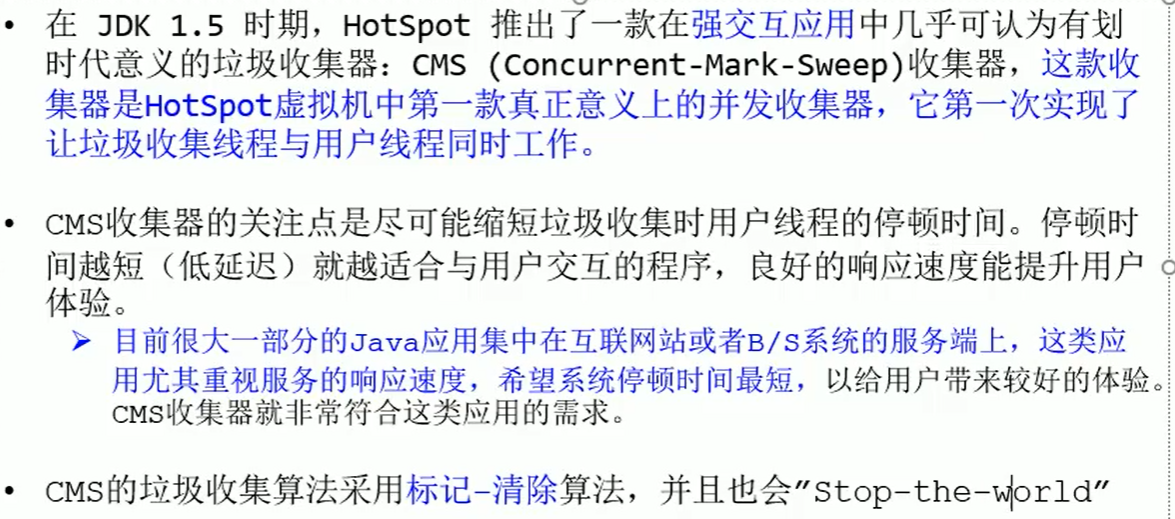 • 在 JDK 1.5 时期，HotSpot 推出了一款在强交互应用中几乎可认为有划
时代意义的垃圾收集器：CMS (Concurrent-Mark-Sweep)收集器，这款收
集器是HotSpot虚拟机中第一款真正意义上的并发收集器，它第一次实现了
让垃圾收集线程与用户线程同时工作。
• CMS收集器的关注点是尽可能缩短垃圾收集时用户线程的停顿时间。停顿时
间越短（低延迟）就越适合与用户交互的程序，良好的响应速度能提升用户
体验。
➢ 目前很大一部分的Java应用集中在互联网站或者B/S系统的服务端上，这类应
用尤其重视服务的响应速度，希望系统停顿时间最短，以给用户带来较好的体验。
CMS收集器就非常符合这类应用的需求。
• CMS的垃圾收集算法采用标记-清除算法，并且也会”Stop-the-world”